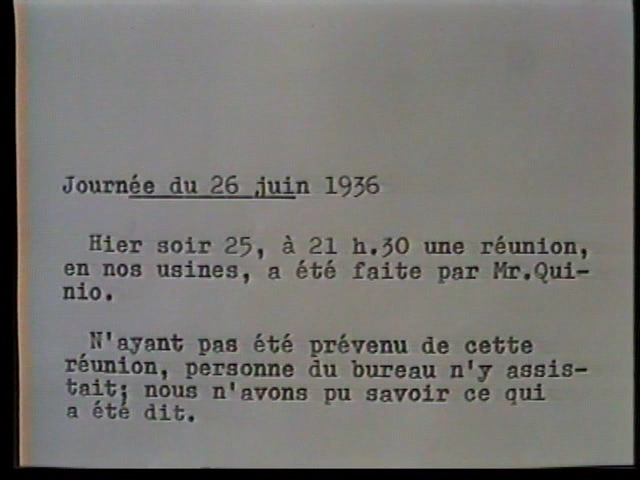 Journée du 26 juin 1936
Hier soir 25, à 21 h.30 une réunion,
en nos usines, a été faite par Mr.Qui-
nio.
N'ayant pas été prévenu de cette
réunion, personne du bureau n'y assis-
tait; nous n'avons pu savoir ce qui
a été dit.